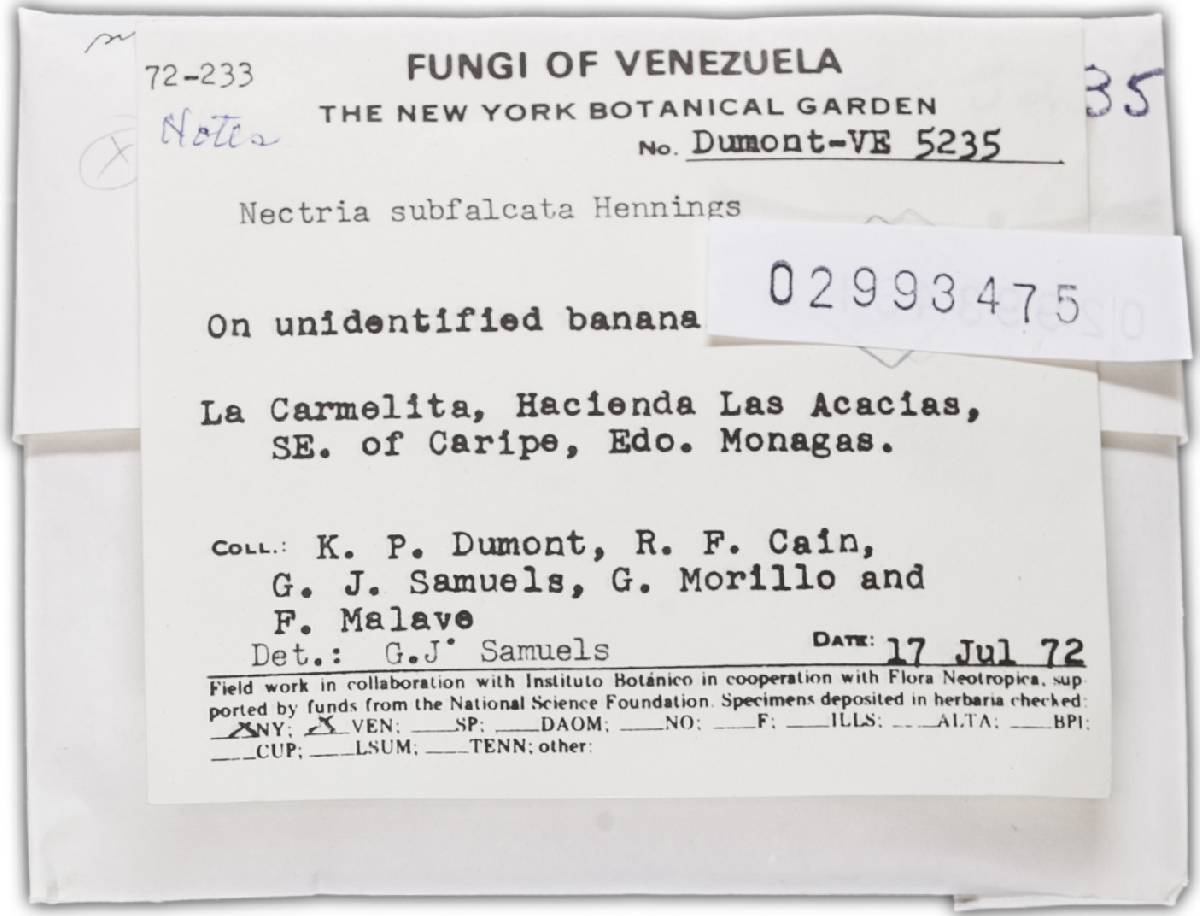 72-233
FUNGI OF VENEZUELA
Notes
THE NEW YORK BOTANICAL GARDEN
35
No. Dumont-VE 5235
Nectria subfalcata Hennings
02993475
On unidentified banana
La Carmelita, Hacienda Las Acacias,
SE. of Caripe, Edo. Monagas.
COLL.: K. P. Dumont, R. F. Cain,
G. J. Samuels, G. Morillo and
F. Malave
Det.: G.J. Samuels
DATE: 17 Jul 72
Field work in collaboration with Instituto Botánico in cooperation with Flora Neotropica, sup-
ported by funds from the National Science Foundation. Specimens deposited in herbaria checked:
X NY; X VEN; ___SP; ___DAOM; ___NO; ___F; ___ILLS; ___ALTA; ___BPI;
___CUP; ___LSUM; ___TENN; other: